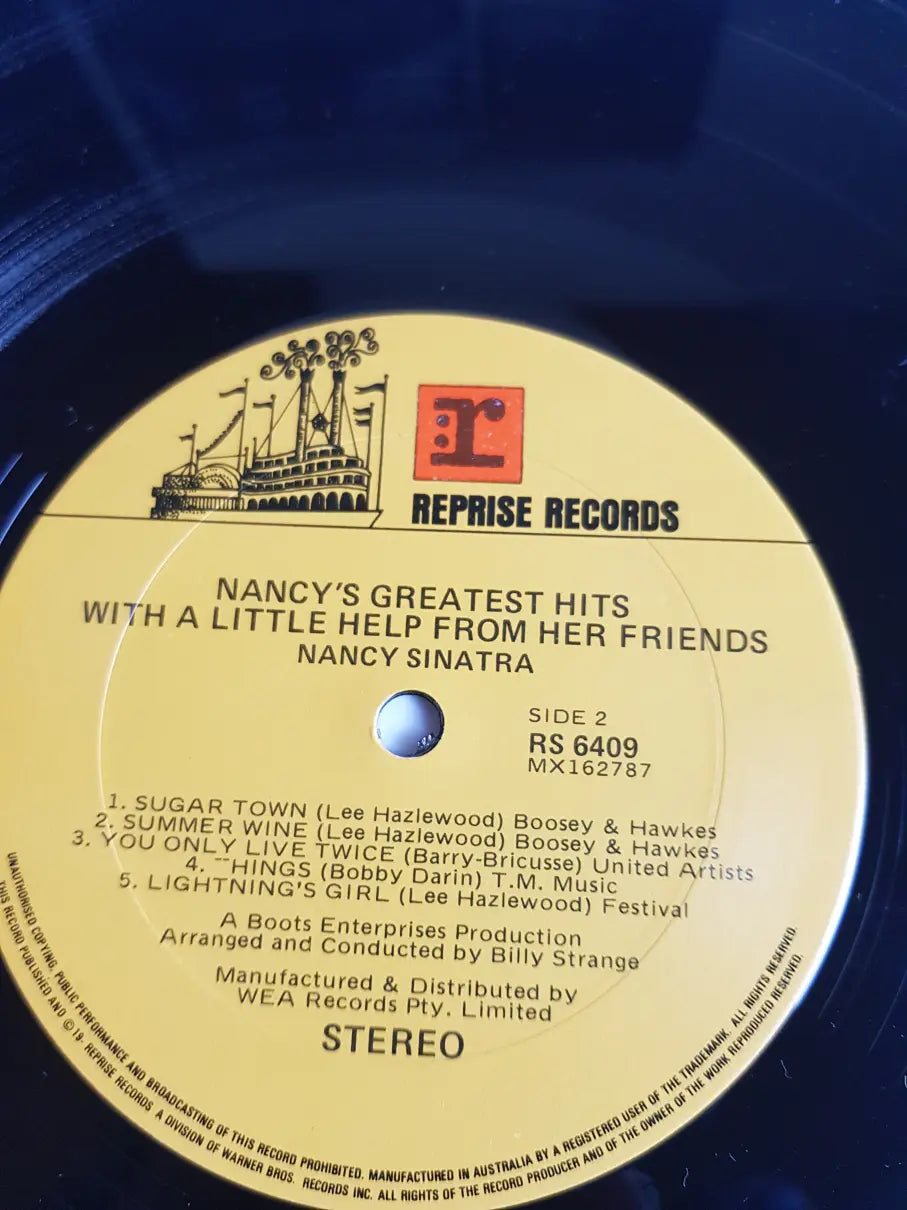 r
REPRISE RECORDS
NANCY'S GREATEST HITS
WITH A LITTLE HELP FROM HER FRIENDS
NANCY SINATRA
SIDE 2
RS 6409
MX162787
1. SUGAR TOWN (Lee Hazlewood) Boosey & Hawkes
2. SUMMER WINE (Lee Hazlewood) Boosey & Hawkes
3. YOU ONLY LIVE TWICE (Barry-Bricusse) United Artists
4. HINGS (Bobby Darin) T.M. Music
5. LIGHTNING'S GIRL (Lee Hazlewood) Festival
A Boots Enterprises Production
Arranged and Conducted by Billy Strange
Manufactured & Distributed by
WEA Records Pty. Limited
STEREO
UNAUTHORISED COPYING, PUBLIC PERFORMANCE AND BROADCASTING OF THIS RECORD PROHIBITED. MANUFACTURED IN AUSTRALIA BY A REGISTERED USER OF THE TRADEMARK. ALL RIGHTS RESERVED.
THIS RECORD PUBLISHED AND ©19- REPRISE RECORDS A DIVISION OF WARNER BROS. RECORDS INC. ALL RIGHTS OF THE RECORD PRODUCER AND OF THE OWNER OF THE WORK REPRODUCED RESERVED.